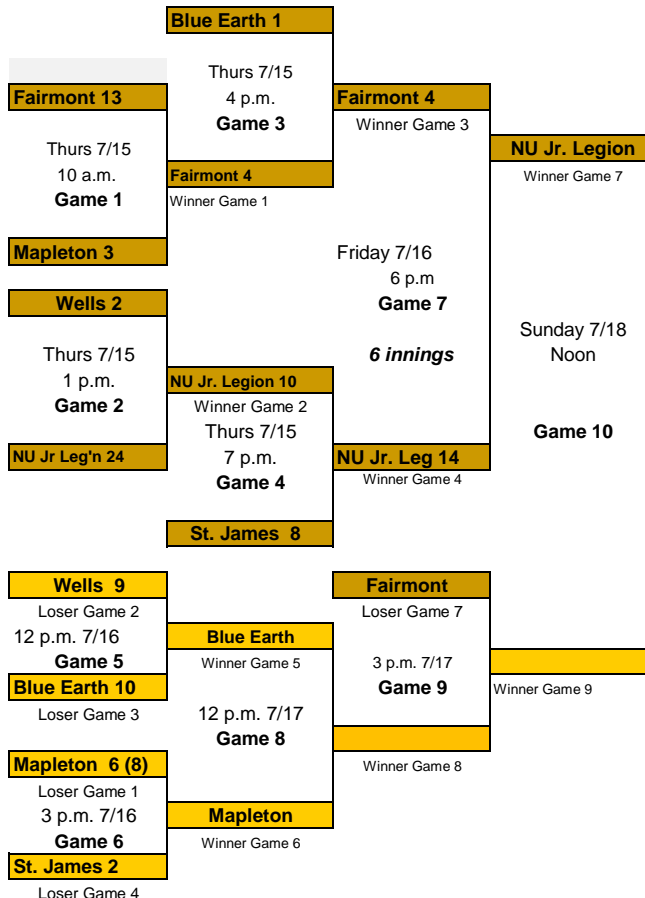 Blue Earth 1
Thurs 7/15
Fairmont 13
4 p.m.
Fairmont 4
Game 3
Winner Game 3
Thurs 7/15
NU Jr. Legion
10 a.m.
Fairmont 4
Winner Game 7
Game 1
Winner Game 1
Mapleton 3
Friday 7/16
6 p.m
Wells 2
Game 7
Sunday 7/18
Thurs 7/15
6 innings
Noon
1 p.m.
NU Jr. Legion 10
Game 2
Winner Game 2
Thurs 7/15
Game 10
NU Jr Leg'n 24
7 p.m.
NU Jr. Leg 14
Game 4
Winner Game 4
St. James 8
Wells 9
Fairmont
Loser Game 2
Loser Game 7
12 p.m. 7/16
Blue Earth
Game 5
Winner Game 5
3 p.m. 7/17
Blue Earth 10
Game 9
Winner Game 9
Loser Game 3
12 p.m. 7/17
Game 8
Mapleton 6 (8)
Winner Game 8
Loser Game 1
3 p.m. 7/16
Mapleton
Game 6
Winner Game 6
St. James 2
Loser Game 4